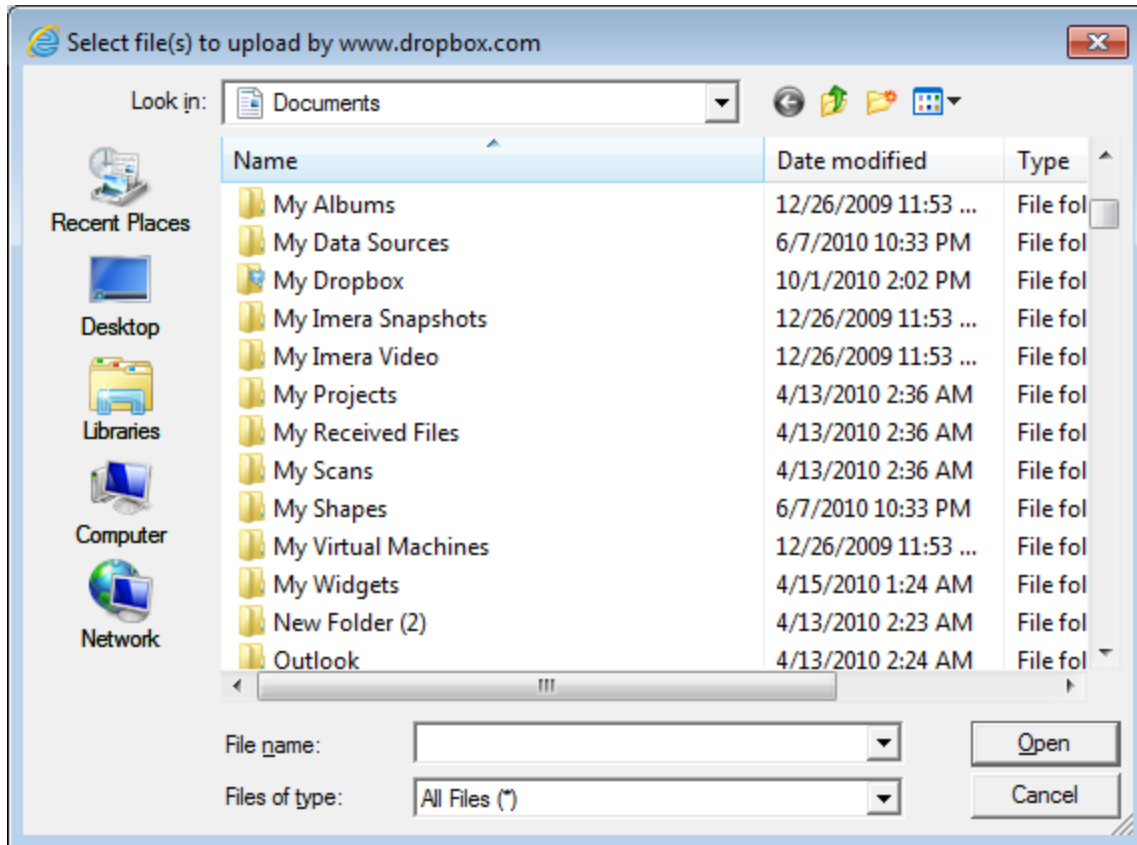 Select file(s) to upload by www.dropbox.com
Look in: Documents
Recent Places
Desktop
Libraries
Computer
Network
Name Date modified Type
My Albums 12/26/2009 11:53 ... File fol
My Data Sources 6/7/2010 10:33 PM File fol
My Dropbox 10/1/2010 2:02 PM File fol
My Imera Snapshots 12/26/2009 11:53 ... File fol
My Imera Video 12/26/2009 11:53 ... File fol
My Projects 4/13/2010 2:36 AM File fol
My Received Files 4/13/2010 2:36 AM File fol
My Scans 4/13/2010 2:36 AM File fol
My Shapes 6/7/2010 10:33 PM File fol
My Virtual Machines 12/26/2009 11:53 ... File fol
My Widgets 4/15/2010 1:24 AM File fol
New Folder (2) 4/13/2010 2:23 AM File fol
Outlook 4/13/2010 2:24 AM File fol
File name: Open
Files of type: All Files (*) Cancel